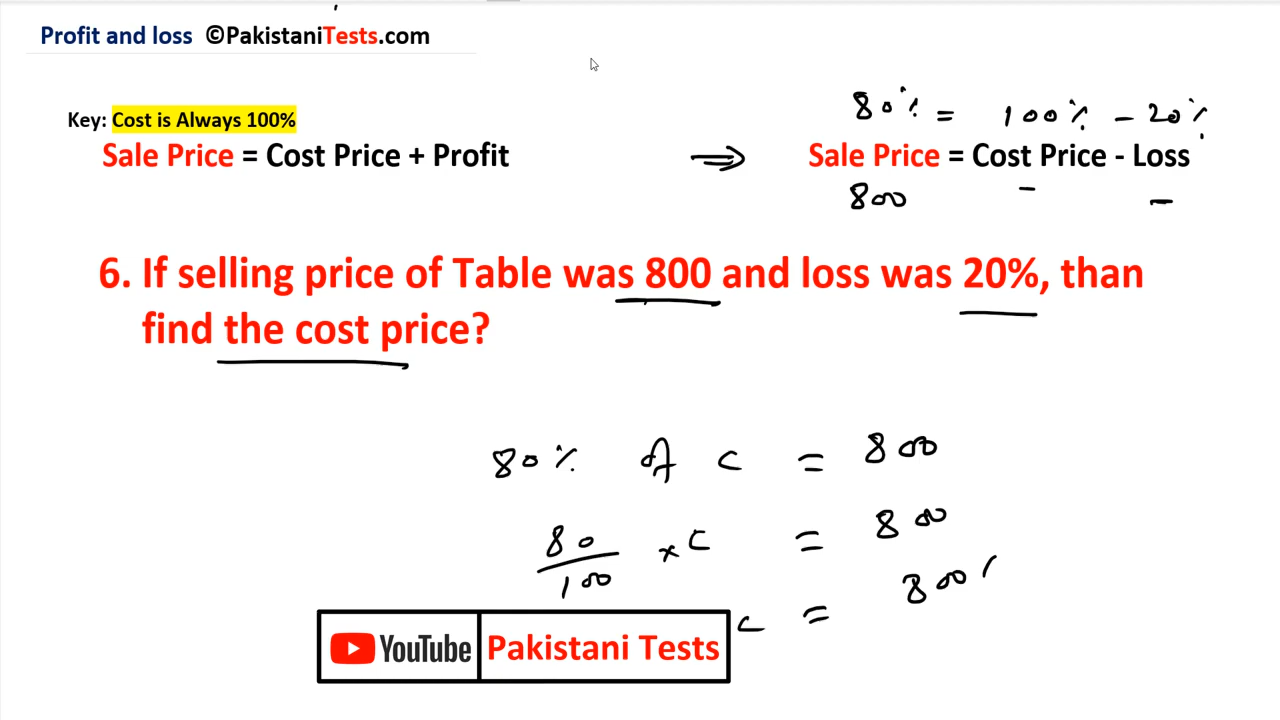 Profit and loss ©PakistaniTests.com
80% = 100% - 20%
Key: Cost is Always 100%
Sale Price = Cost Price + Profit ⇒ Sale Price = Cost Price - Loss
800 - -
6. If selling price of Table was 800 and loss was 20%, than
find the cost price?
80% of C = 800
80/100 × C = 800
C = 800 (
YouTube Pakistani Tests